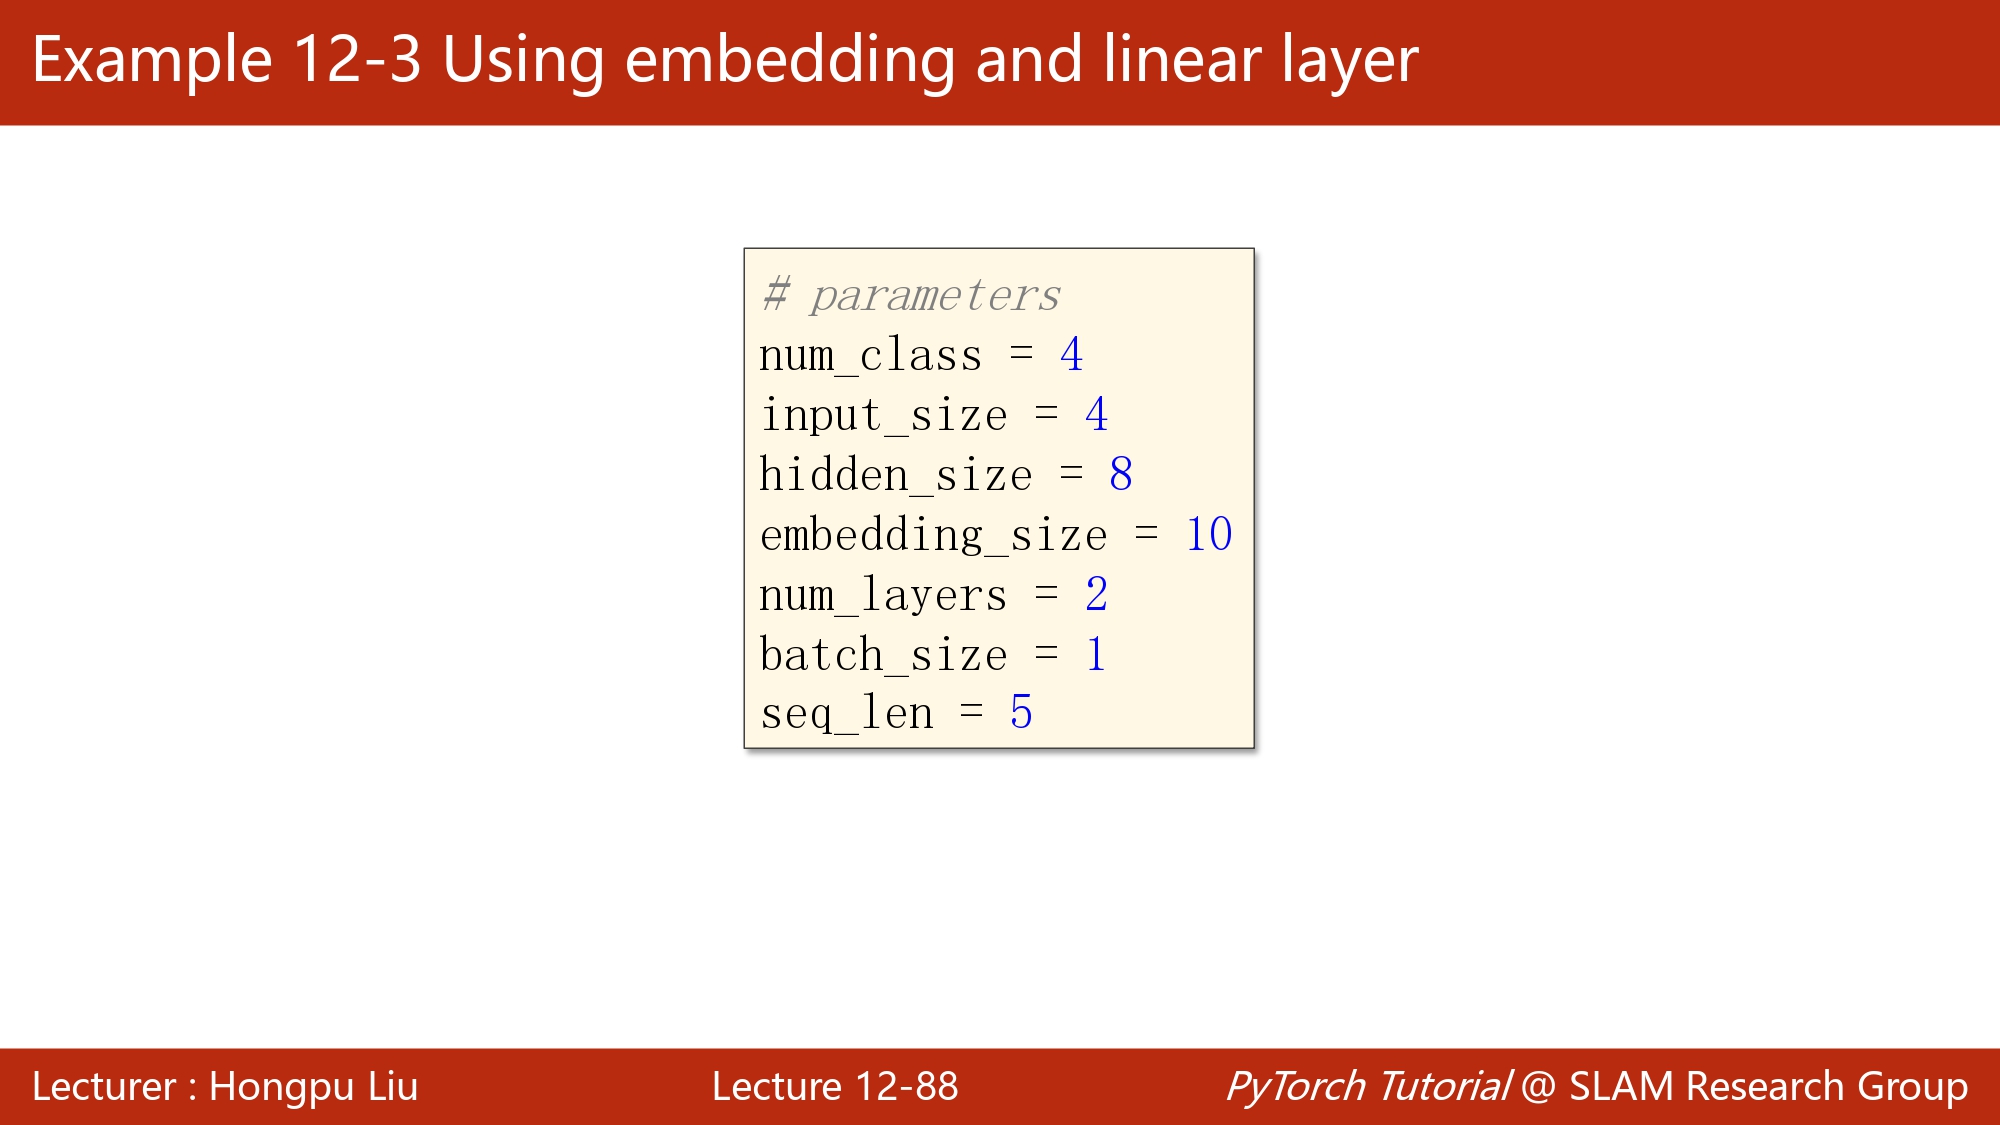 Example 12-3 Using embedding and linear layer
# parameters
num_class = 4
input_size = 4
hidden_size = 8
embedding_size = 10
num_layers = 2
batch_size = 1
seq_len = 5
Lecturer : Hongpu Liu
Lecture 12-88
PyTorch Tutorial @ SLAM Research Group